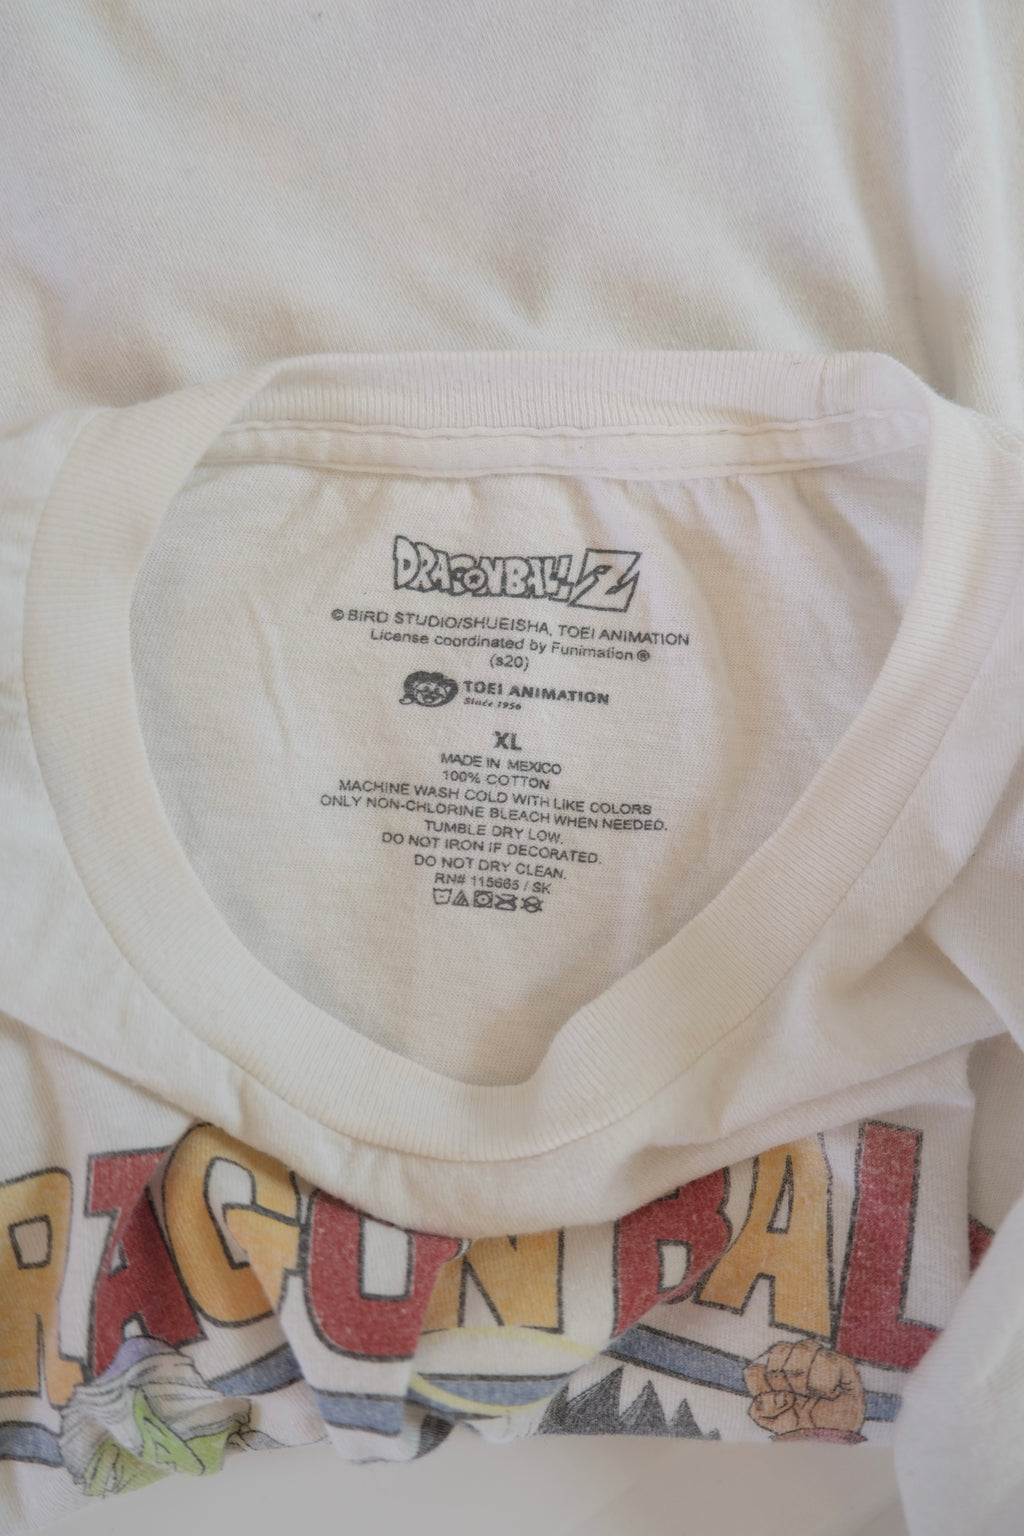 DRAGONBALL Z
© BIRD STUDIO/SHUEISHA, TOEI ANIMATION
License coordinated by Funimation ®
(s20)
TOEI ANIMATION
Since 1956
XL
MADE IN MEXICO
100% COTTON
MACHINE WASH COLD WITH LIKE COLORS
ONLY NON-CHLORINE BLEACH WHEN NEEDED.
TUMBLE DRY LOW.
DO NOT IRON IF DECORATED.
DO NOT DRY CLEAN.
RN# 115665 / SK
RAGON BAL